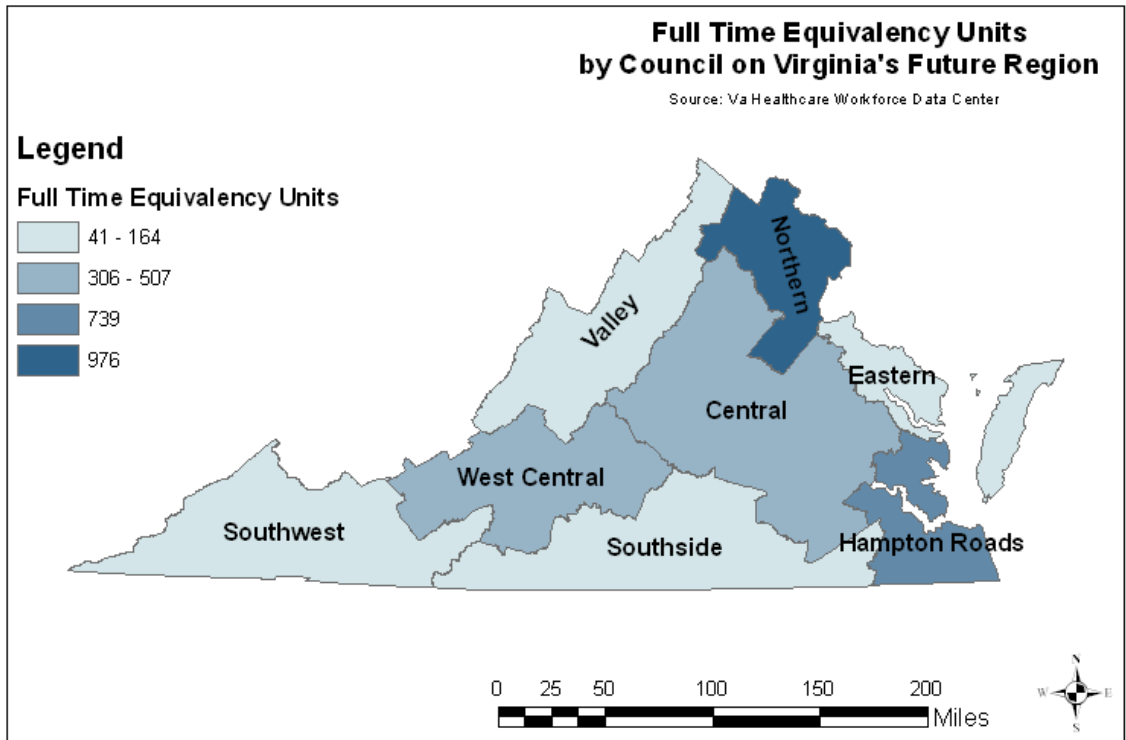 Full Time Equivalency Units
by Council on Virginia's Future Region
Source: Va Healthcare Workforce Data Center
Legend
Full Time Equivalency Units
41 - 164
306 - 507
739
976
Northern
Valley
Eastern
Central
West Central
Southwest
Southside
Hampton Roads
0 25 50 100 150 200
Miles
N
W E
S